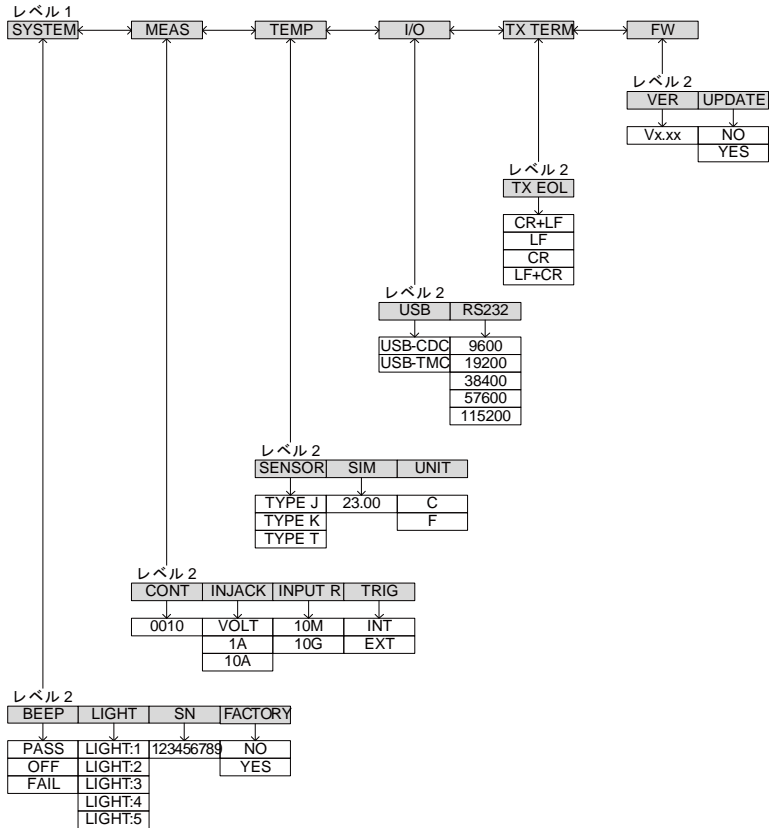 レベル 1
SYSTEM MEAS TEMP I/O TX TERM FW
レベル 2
VER UPDATE
Vx.xx NO
YES
レベル 2
TX EOL
CR+LF
LF
CR
LF+CR
レベル 2
USB RS232
USB-CDC 9600
USB-TMC 19200
38400
57600
115200
レベル 2
SENSOR SIM UNIT
TYPE J 23.00 C
TYPE K F
TYPE T
レベル 2
CONT INJACK INPUT R TRIG
0010 VOLT 10M INT
1A 10G EXT
10A
レベル 2
BEEP LIGHT SN FACTORY
PASS LIGHT:1 123456789 NO
OFF LIGHT:2 YES
FAIL LIGHT:3
LIGHT:4
LIGHT:5